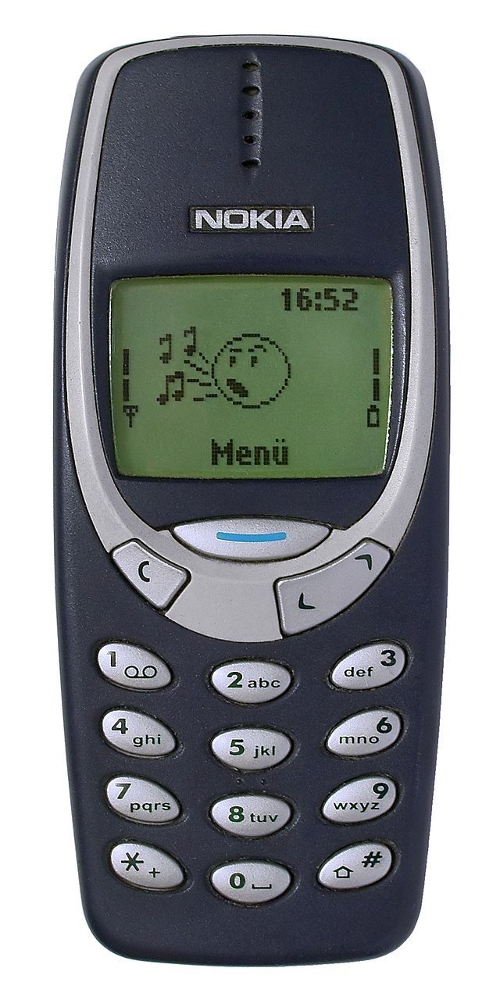 NOKIA
16:52
Menü
1
2 abc
def 3
4 ghi
5 jkl
mno 6
7 pqrs
8 tuv
wxyz 9
* +
0
#